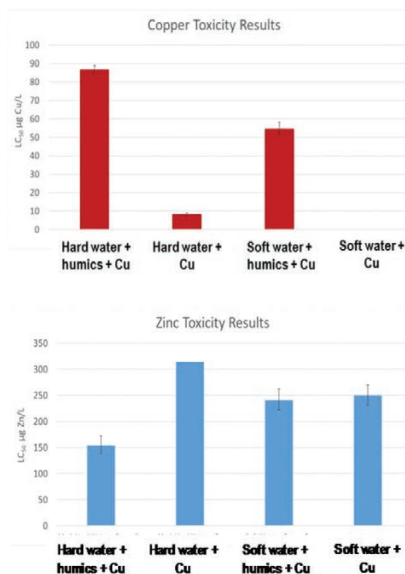 Copper Toxicity Results
LC₅₀ µg Cu/L
100
90
80
70
60
50
40
30
20
10
0
Hard water + humics + Cu
Hard water + Cu
Soft water + humics + Cu
Soft water + Cu
Zinc Toxicity Results
LC₅₀ µg Zn/L
350
300
250
200
150
100
50
0
Hard water + humics + Cu
Hard water + Cu
Soft water + humics + Cu
Soft water + Cu